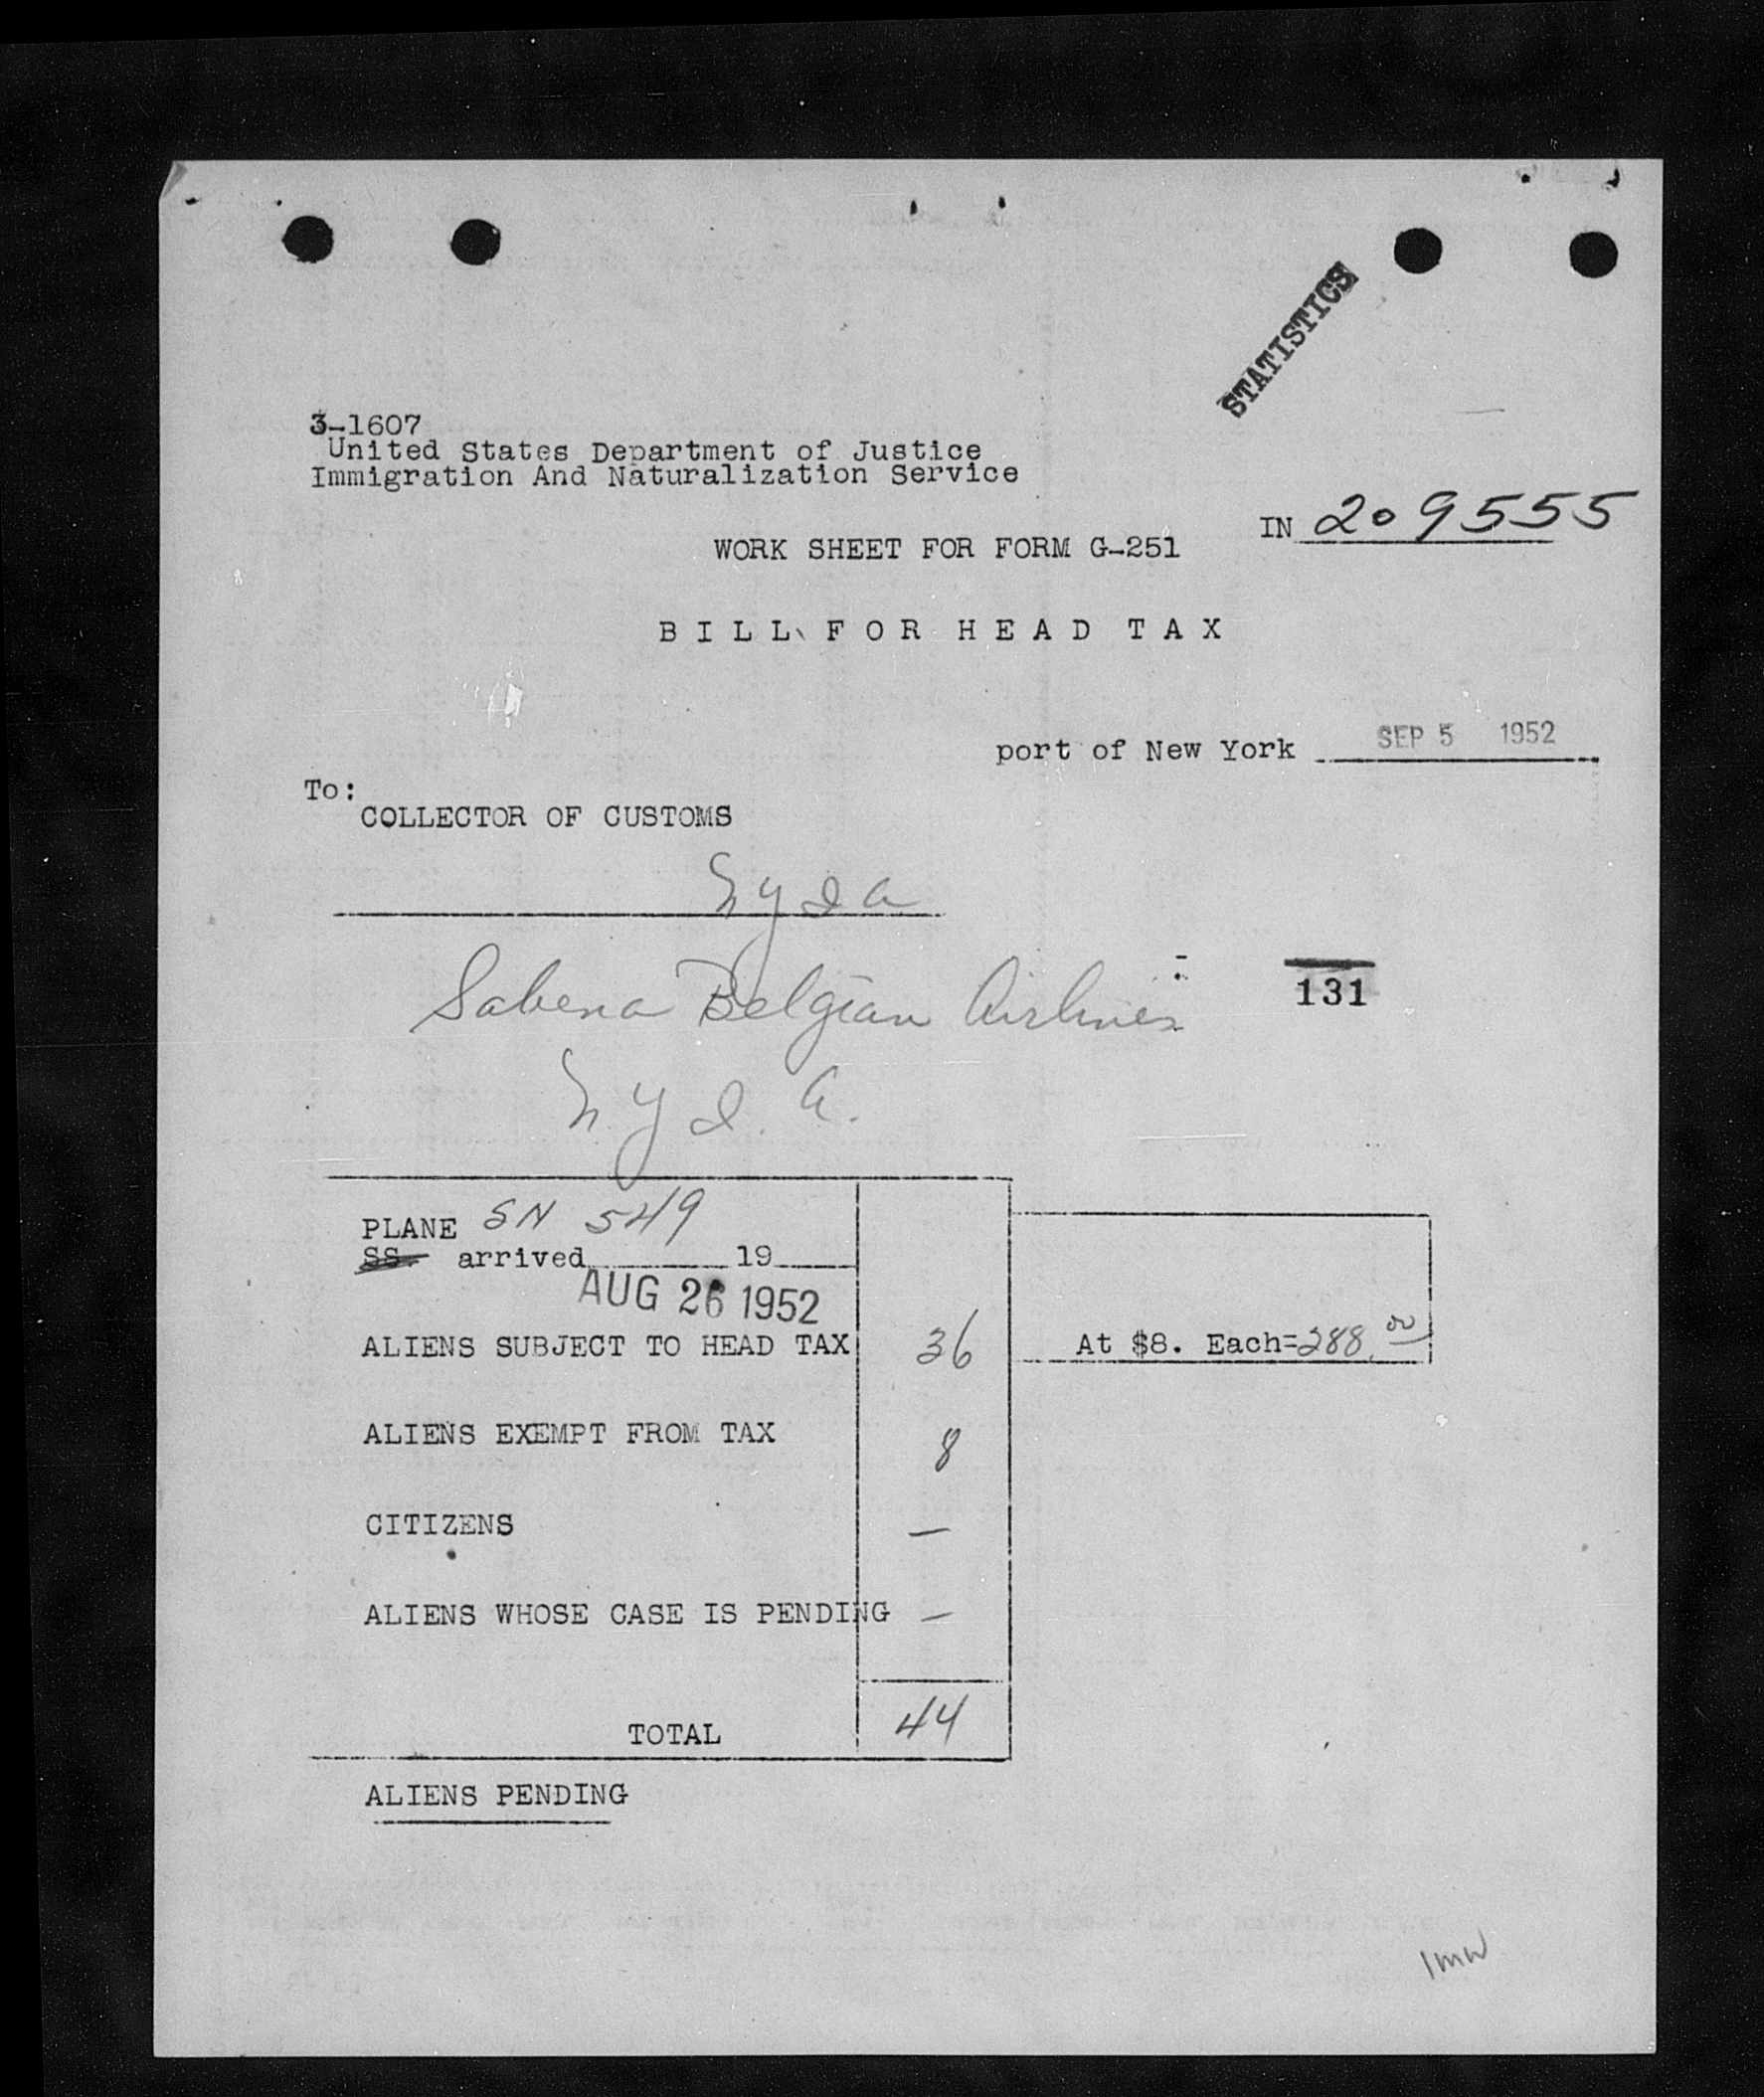 STATISTICS
3-1607
United States Department of Justice
Immigration And Naturalization Service
IN 209555
WORK SHEET FOR FORM G-251
BILL FOR HEAD TAX
port of New York SEP 5 1952
To:
COLLECTOR OF CUSTOMS
NYIA
Sabena Belgian Airlines
131
N.Y.I.A.
PLANE SN 549
SS arrived 19
AUG 26 1952
ALIENS SUBJECT TO HEAD TAX 36 At $8. Each=288.00
ALIENS EXEMPT FROM TAX 8
CITIZENS —
ALIENS WHOSE CASE IS PENDING —
TOTAL 44
ALIENS PENDING